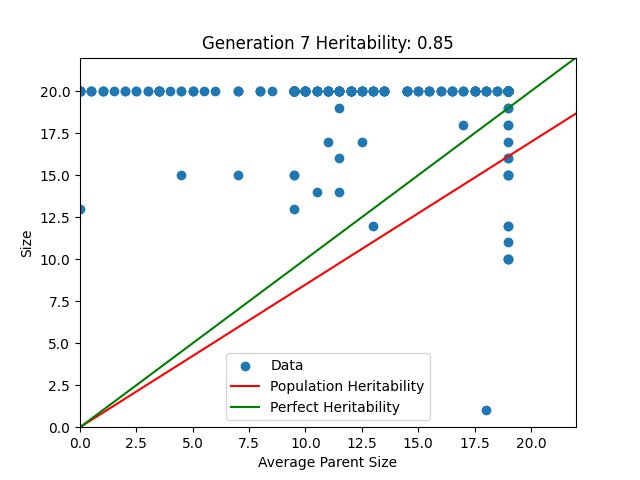 Generation 7 Heritability: 0.85
20.0
17.5
15.0
12.5
10.0
7.5
5.0
2.5
0.0
Size
Data
Population Heritability
Perfect Heritability
0.0 2.5 5.0 7.5 10.0 12.5 15.0 17.5 20.0
Average Parent Size